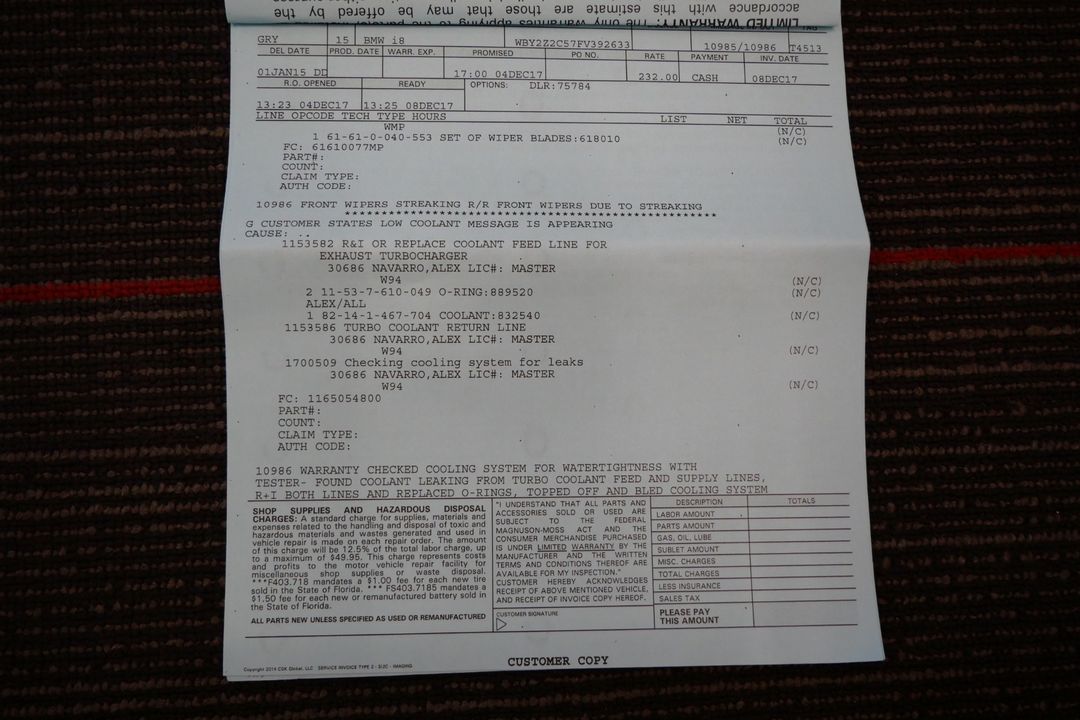 accordance with this estimate are those that may be offered by the
LIMITED WARRANTY: The only warranties applying to the
GRY 15 BMW i8 WBY2Z2C57FV392633 10985/10986 T4513
DEL DATE PROD. DATE WARR. EXP. PROMISED PO NO. RATE PAYMENT INV. DATE
01JAN15 DD 17:00 04DEC17 232.00 CASH 08DEC17
R.O. OPENED READY OPTIONS: DLR:75784
13:23 04DEC17 13:25 08DEC17
LINE OPCODE TECH TYPE HOURS LIST NET TOTAL
WMP (N/C)
1 61-61-0-040-553 SET OF WIPER BLADES:618010 (N/C)
FC: 61610077MP
PART#:
COUNT:
CLAIM TYPE:
AUTH CODE:
10986 FRONT WIPERS STREAKING R/R FRONT WIPERS DUE TO STREAKING
****************************************************
G CUSTOMER STATES LOW COOLANT MESSAGE IS APPEARING
CAUSE: ..
1153582 R&I OR REPLACE COOLANT FEED LINE FOR
EXHAUST TURBOCHARGER
30686 NAVARRO,ALEX LIC#: MASTER
W94 (N/C)
2 11-53-7-610-049 O-RING:889520 (N/C)
ALEX/ALL
1 82-14-1-467-704 COOLANT:832540 (N/C)
1153586 TURBO COOLANT RETURN LINE
30686 NAVARRO,ALEX LIC#: MASTER
W94 (N/C)
1700509 Checking cooling system for leaks
30686 NAVARRO,ALEX LIC#: MASTER
W94 (N/C)
FC: 1165054800
PART#:
COUNT:
CLAIM TYPE:
AUTH CODE:
10986 WARRANTY CHECKED COOLING SYSTEM FOR WATERTIGHTNESS WITH
TESTER- FOUND COOLANT LEAKING FROM TURBO COOLANT FEED AND SUPPLY LINES,
R+I BOTH LINES AND REPLACED O-RINGS, TOPPED OFF AND BLED COOLING SYSTEM
SHOP SUPPLIES AND HAZARDOUS DISPOSAL
CHARGES: A standard charge for supplies, materials and
expenses related to the handling and disposal of toxic and
hazardous materials and wastes generated and used in
vehicle repair is made on each repair order. The amount
of this charge will be 12.5% of the total labor charge, up
to a maximum of $49.95. This charge represents costs
and profits to the motor vehicle repair facility for
miscellaneous shop supplies or waste disposal.
***F403.718 mandates a $1.00 fee for each new tire
sold in the State of Florida. *** FS403.7185 mandates a
$1.50 fee for each new or remanufactured battery sold in
the State of Florida.
ALL PARTS NEW UNLESS SPECIFIED AS USED OR REMANUFACTURED
"I UNDERSTAND THAT ALL PARTS AND
ACCESSORIES SOLD OR USED ARE
SUBJECT TO THE FEDERAL
MAGNUSON-MOSS ACT AND THE
CONSUMER MERCHANDISE PURCHASED
IS UNDER LIMITED WARRANTY BY THE
MANUFACTURER AND THE WRITTEN
TERMS AND CONDITIONS THEREOF ARE
AVAILABLE FOR MY INSPECTION."
CUSTOMER HEREBY ACKNOWLEDGES
RECEIPT OF ABOVE MENTIONED VEHICLE,
AND RECEIPT OF INVOICE COPY HEREOF.
CUSTOMER SIGNATURE
DESCRIPTION TOTALS
LABOR AMOUNT
PARTS AMOUNT
GAS, OIL, LUBE
SUBLET AMOUNT
MISC. CHARGES
TOTAL CHARGES
LESS INSURANCE
SALES TAX
PLEASE PAY
THIS AMOUNT
Copyright 2014 CDK Global, LLC SERVICE INVOICE TYPE 2 - SI2C - IMAGING
CUSTOMER COPY